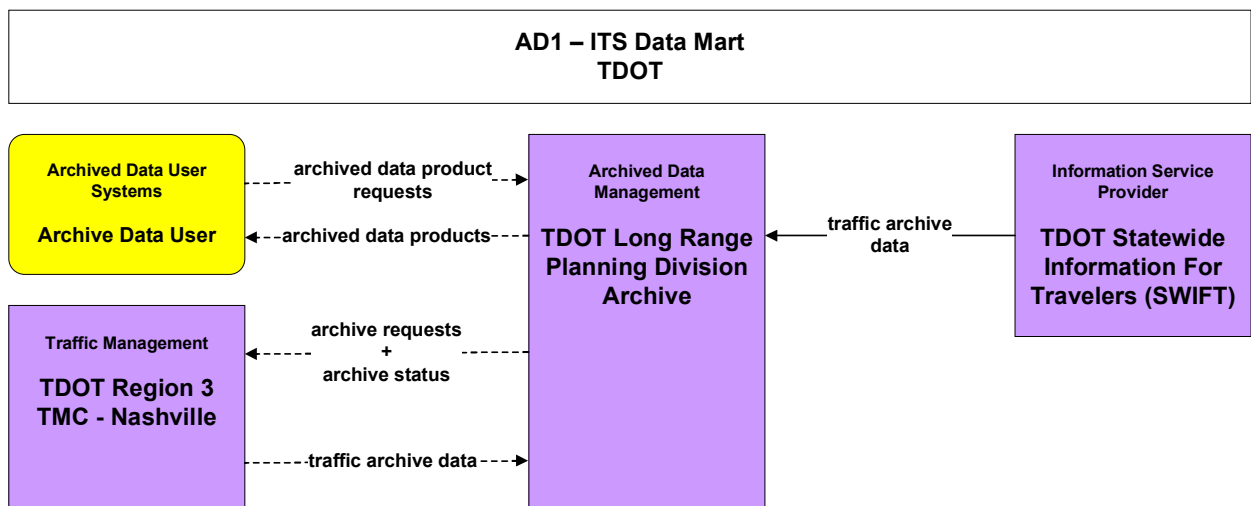 AD1 – ITS Data Mart
TDOT
Archived Data User
Systems
Archive Data User
archived data product
requests
archived data products
Archived Data
Management
TDOT Long Range
Planning Division
Archive
traffic archive
data
Information Service
Provider
TDOT Statewide
Information For
Travelers (SWIFT)
Traffic Management
TDOT Region 3
TMC - Nashville
archive requests
+
archive status
traffic archive data